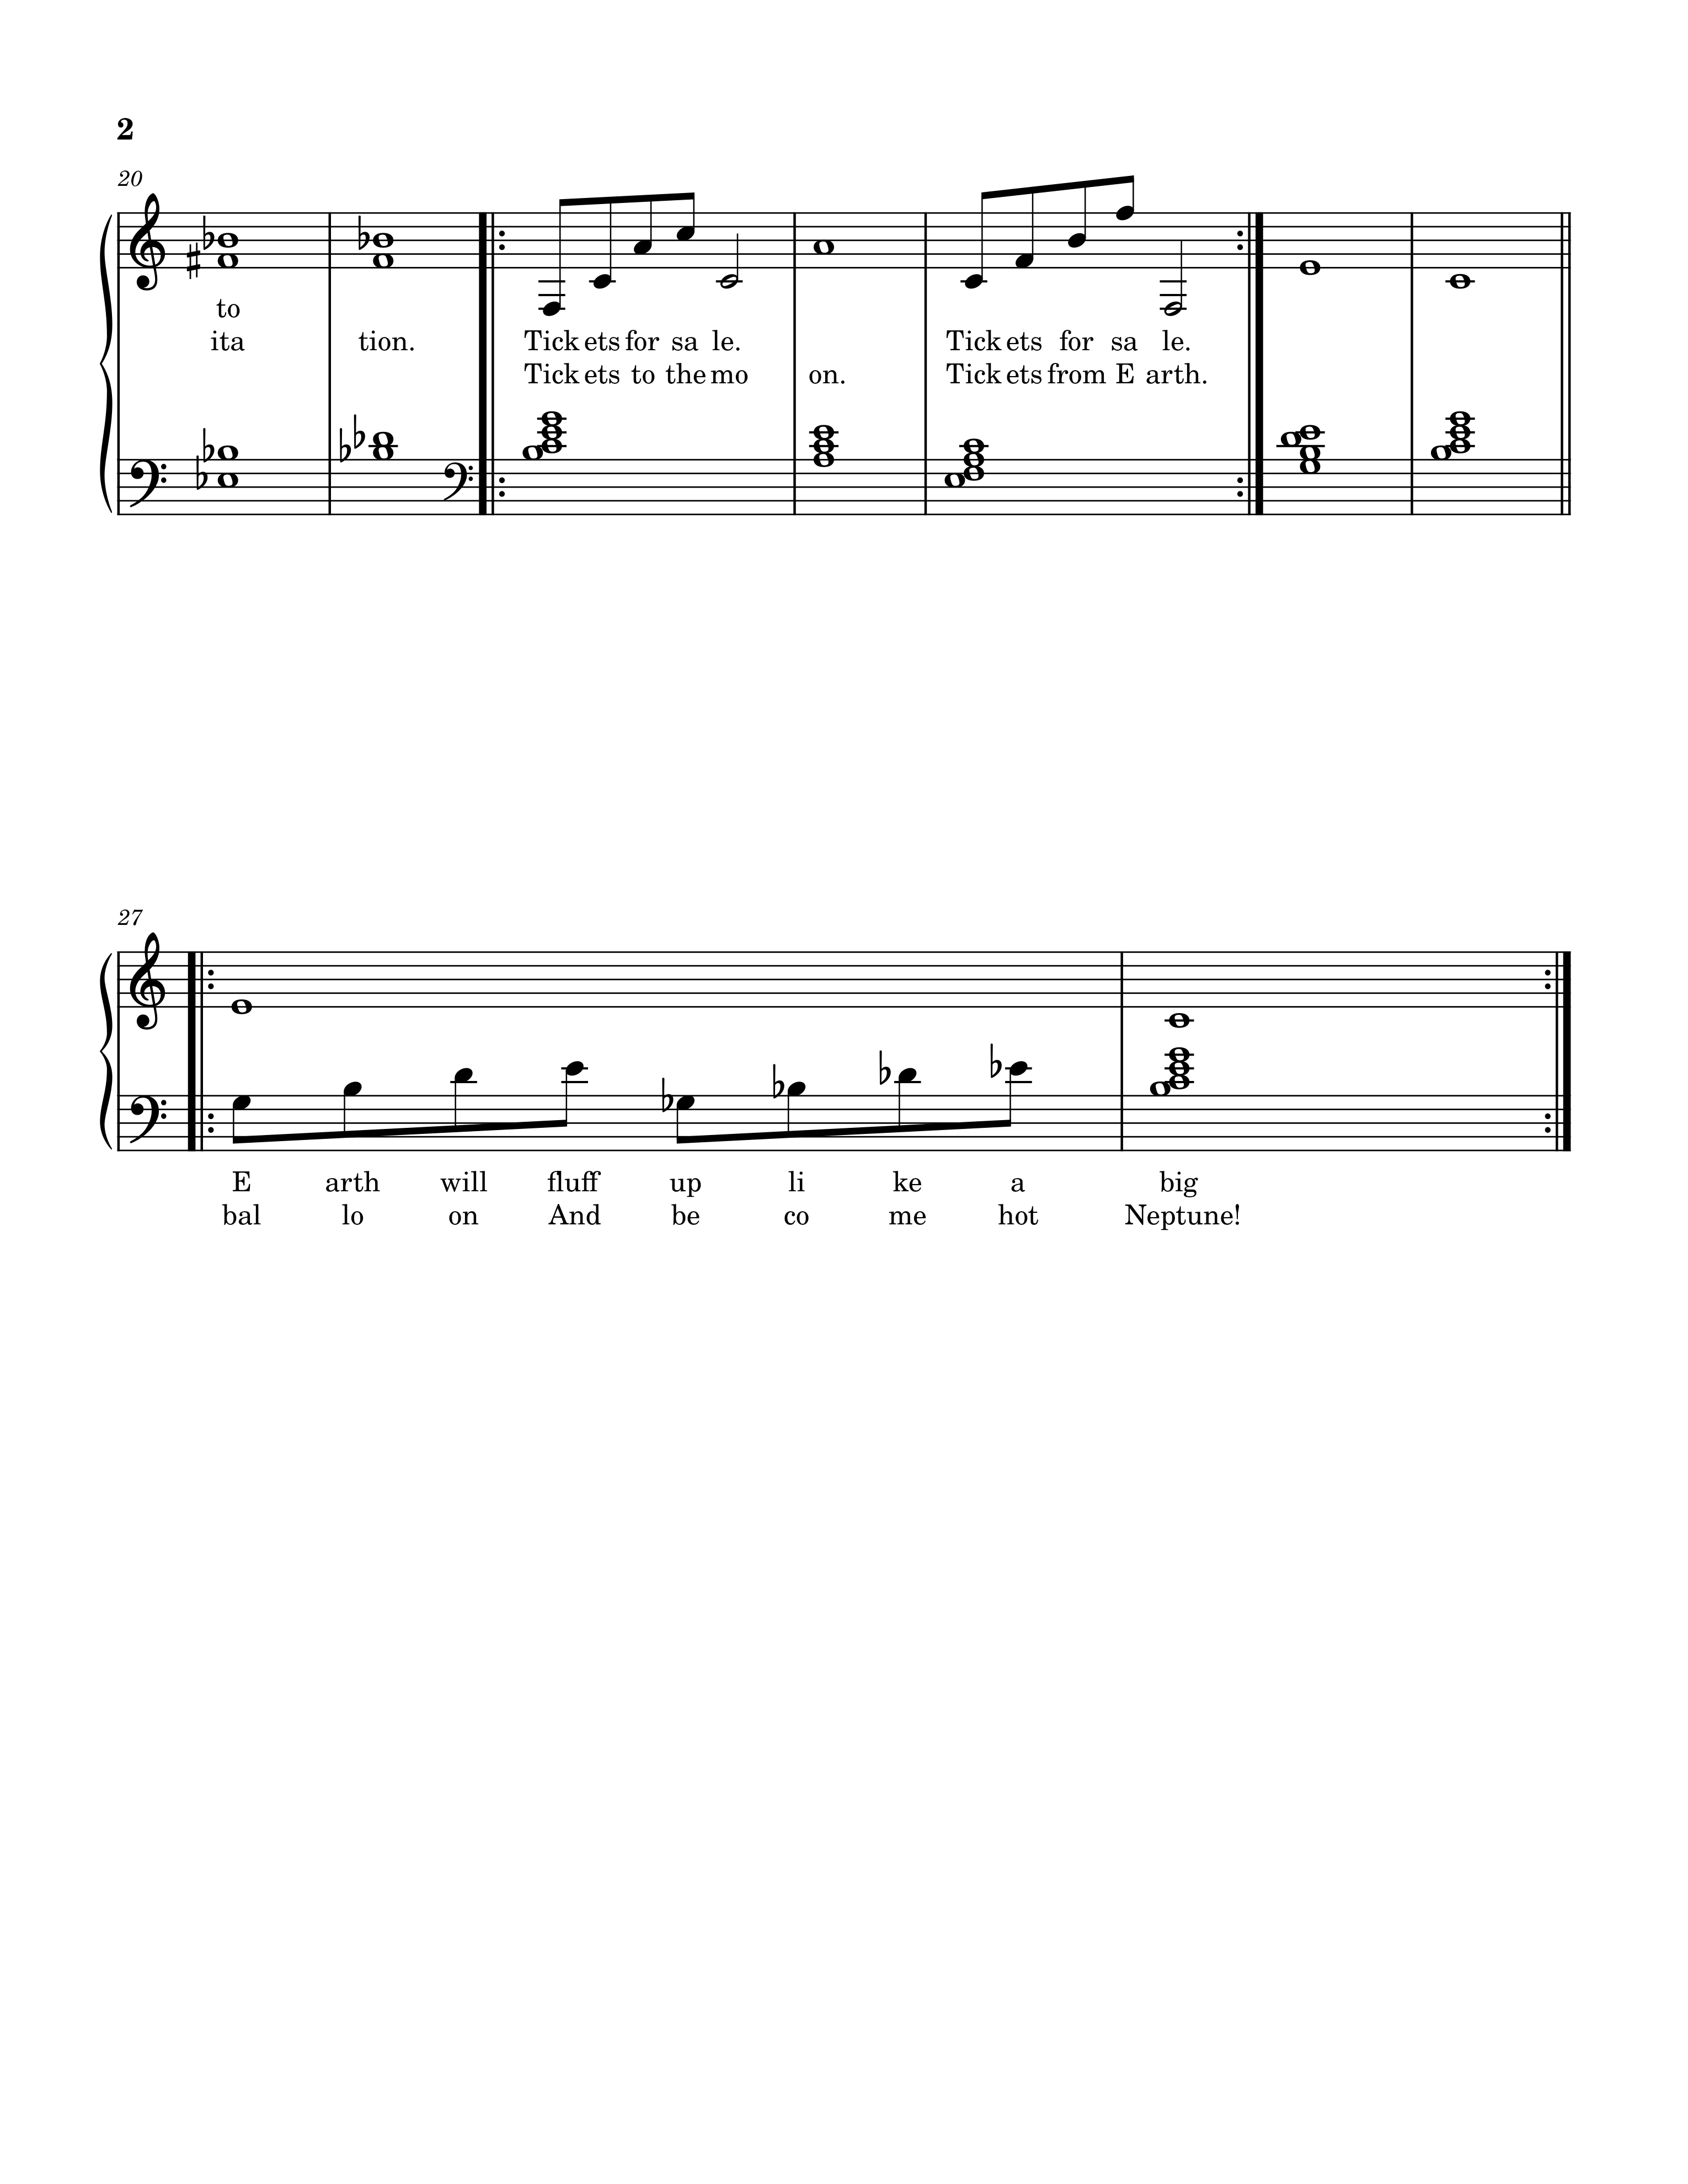 2
20
to
ita tion. Tick ets for sa le. Tick ets for sa le.
Tick ets to the mo on. Tick ets from E arth.
27
E arth will fluff up li ke a big
bal lo on And be co me hot Neptune!